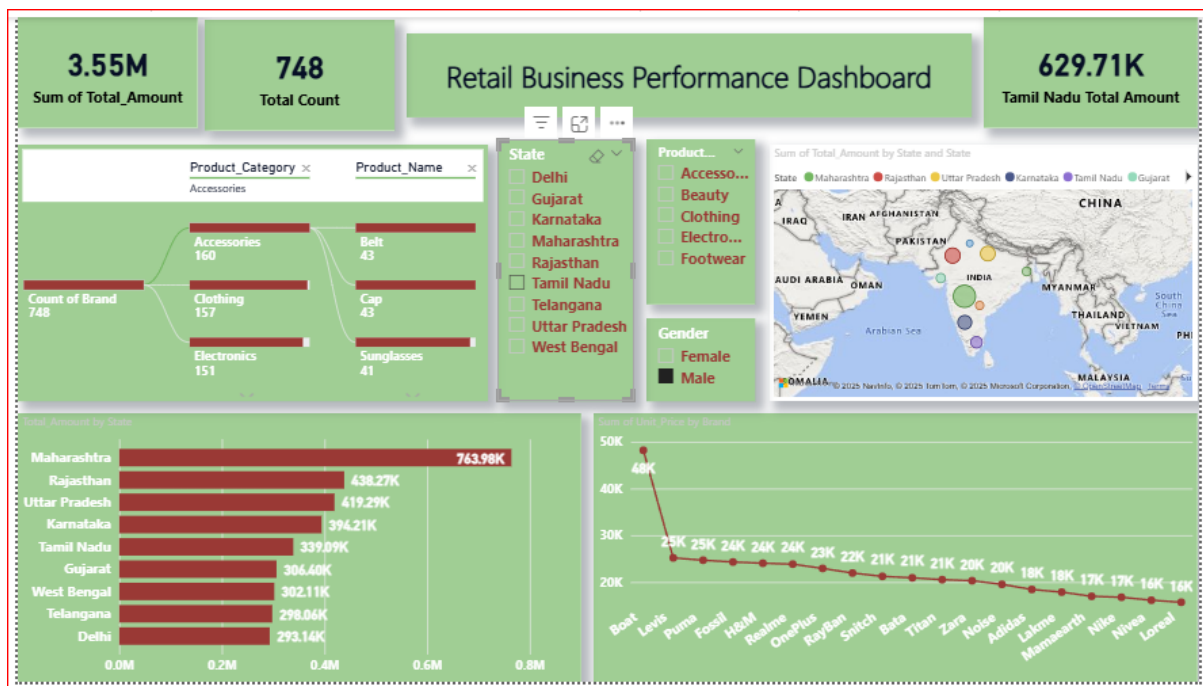 3.55M
Sum of Total_Amount
748
Total Count
Retail Business Performance Dashboard
629.71K
Tamil Nadu Total Amount
Product_Category
Product_Name
Accessories
Accessories
160
Belt
43
Count of Brand
748
Clothing
157
Cap
43
Electronics
151
Sunglasses
41
State
Delhi
Gujarat
Karnataka
Maharashtra
Rajasthan
Tamil Nadu
Telangana
Uttar Pradesh
West Bengal
Product...
Accesso...
Beauty
Clothing
Electro...
Footwear
Gender
Female
Male
Sum of Total_Amount by State and State
State Maharashtra Rajasthan Uttar Pradesh Karnataka Tamil Nadu Gujarat
CHINA
IRAQ
IRAN
AFGHANISTAN
PAKISTAN
AUDI ARABIA
OMAN
INDIA
MYANMAR
YEMEN
Arabian Sea
THAILAND
VIETNAM
South
China
Sea
PHI
OMALIA
MALAYSIA
© 2025 NavInfo, © 2025 TomTom, © 2025 Microsoft Corporation, © OpenStreetMap Terms
Total_Amount by State
Maharashtra 763.98K
Rajasthan 438.27K
Uttar Pradesh 419.29K
Karnataka 394.21K
Tamil Nadu 339.09K
Gujarat 306.40K
West Bengal 302.11K
Telangana 298.06K
Delhi 293.14K
0.0M 0.2M 0.4M 0.6M 0.8M
Sum of Unit_Price by Brand
50K
40K
30K
20K
48K 25K 25K 24K 24K 24K 23K 22K 21K 21K 21K 20K 20K 18K 18K 17K 17K 16K 16K
Boat Levis Puma Fossil H&M Realme OnePlus RayBan Snitch Bata Titan Zara Noise Adidas Lakme Mamaearth Nike Nivea Loreal